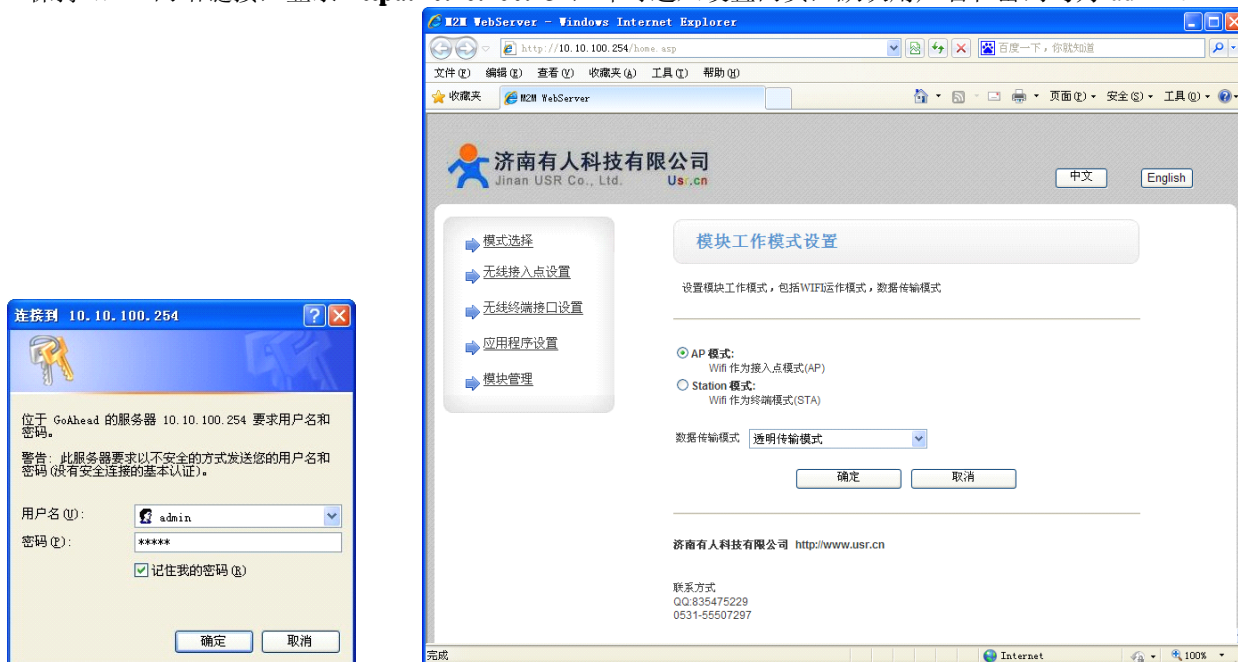 M2M WebServer - Windows Internet Explorer
http://10.10.100.254/home.asp
百度一下，你就知道
文件(F) 编辑(E) 查看(V) 收藏夹(A) 工具(T) 帮助(H)
收藏夹 M2M WebServer 页面(P) 安全(S) 工具(O)
济南有人科技有限公司
Jinan USR Co., Ltd. Usr.cn
中文 English
模式选择
无线接入点设置
无线终端接口设置
应用程序设置
模块管理
模块工作模式设置
设置模块工作模式，包括WIFI运作模式，数据传输模式
AP 模式:
Wifi 作为接入点模式(AP)
Station 模式:
Wifi 作为终端模式(STA)
数据传输模式 透明传输模式
确定 取消
济南有人科技有限公司 http://www.usr.cn
联系方式
QQ:835475229
0531-55507297
完成 Internet 100%
连接到 10.10.100.254
位于 GoAhead 的服务器 10.10.100.254 要求用户名和
密码。
警告: 此服务器要求以不安全的方式发送您的用户名和
密码(没有安全连接的基本认证)。
用户名(U): admin
密码(P): *****
记住我的密码(R)
确定 取消